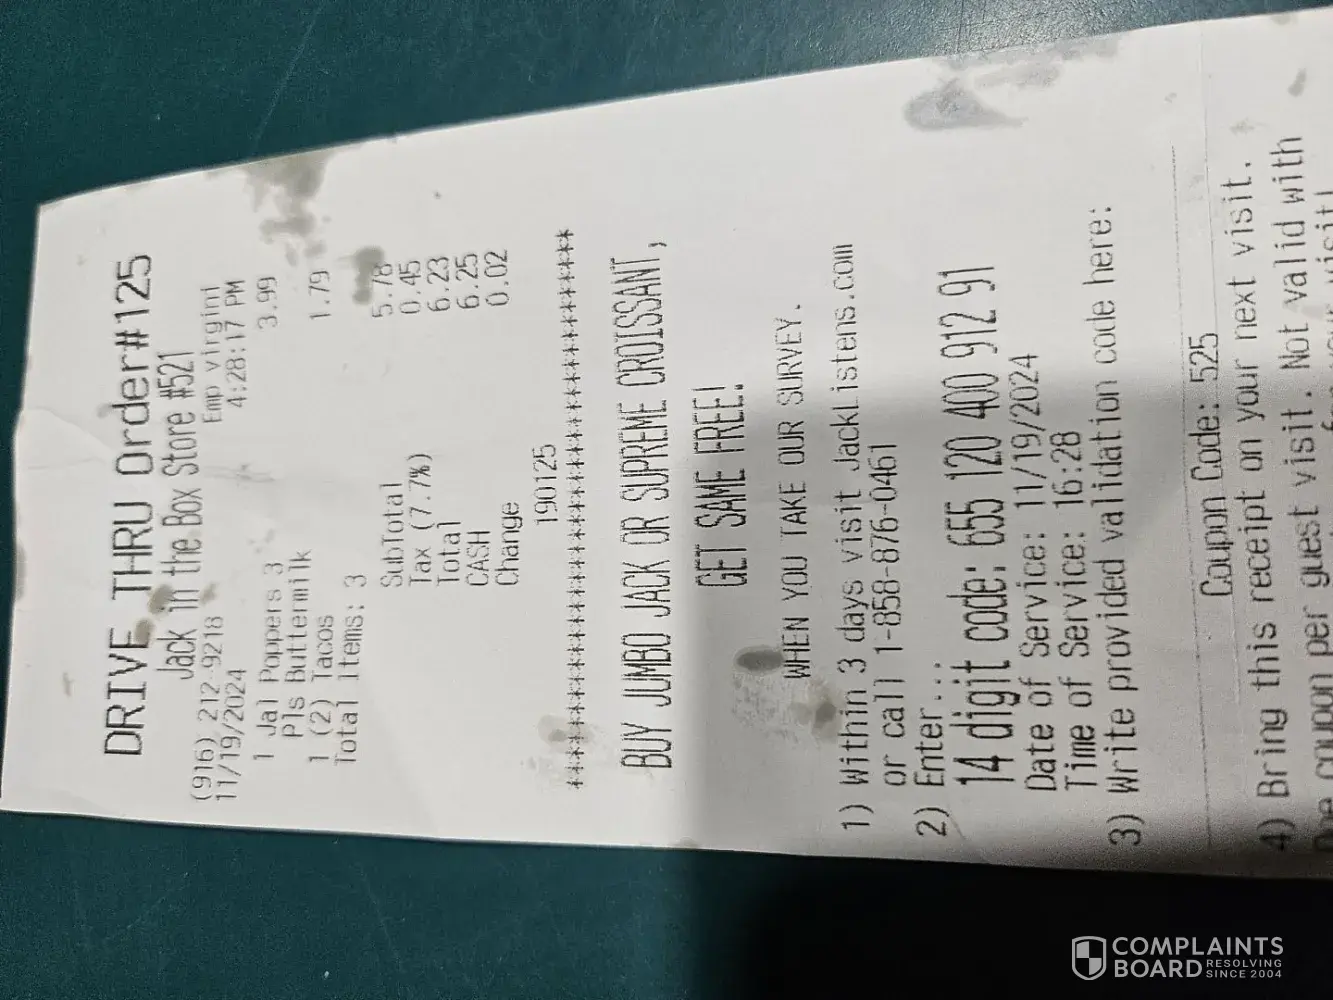 DRIVE THRU Order#125
Jack in the Box Store #521
(916) 212-9218 Emp virgini
11/19/2024 4:28:17 PM
1 Jal Poppers 3 3.99
Pls Buttermilk
1 (2) Tacos 1.79
Total Items: 3
SubTotal 5.78
Tax (7.7%) 0.45
Total 6.23
CASH 6.25
Change 0.02
190125
BUY JUMBO JACK OR SUPREME CROISSANT,
GET SAME FREE!
WHEN YOU TAKE OUR SURVEY.
1) Within 3 days visit JackListens.com
or call 1-858-876-0461
2) Enter...:
14 digit code: 655 120 400 912 91
Date of Service: 11/19/2024
Time of Service: 16:28
3) Write provided validation code here:
Coupon Code: 525
4) Bring this receipt on your next visit.
One coupon per guest visit. Not valid with
COMPLAINTS
BOARD RESOLVING
SINCE 2004